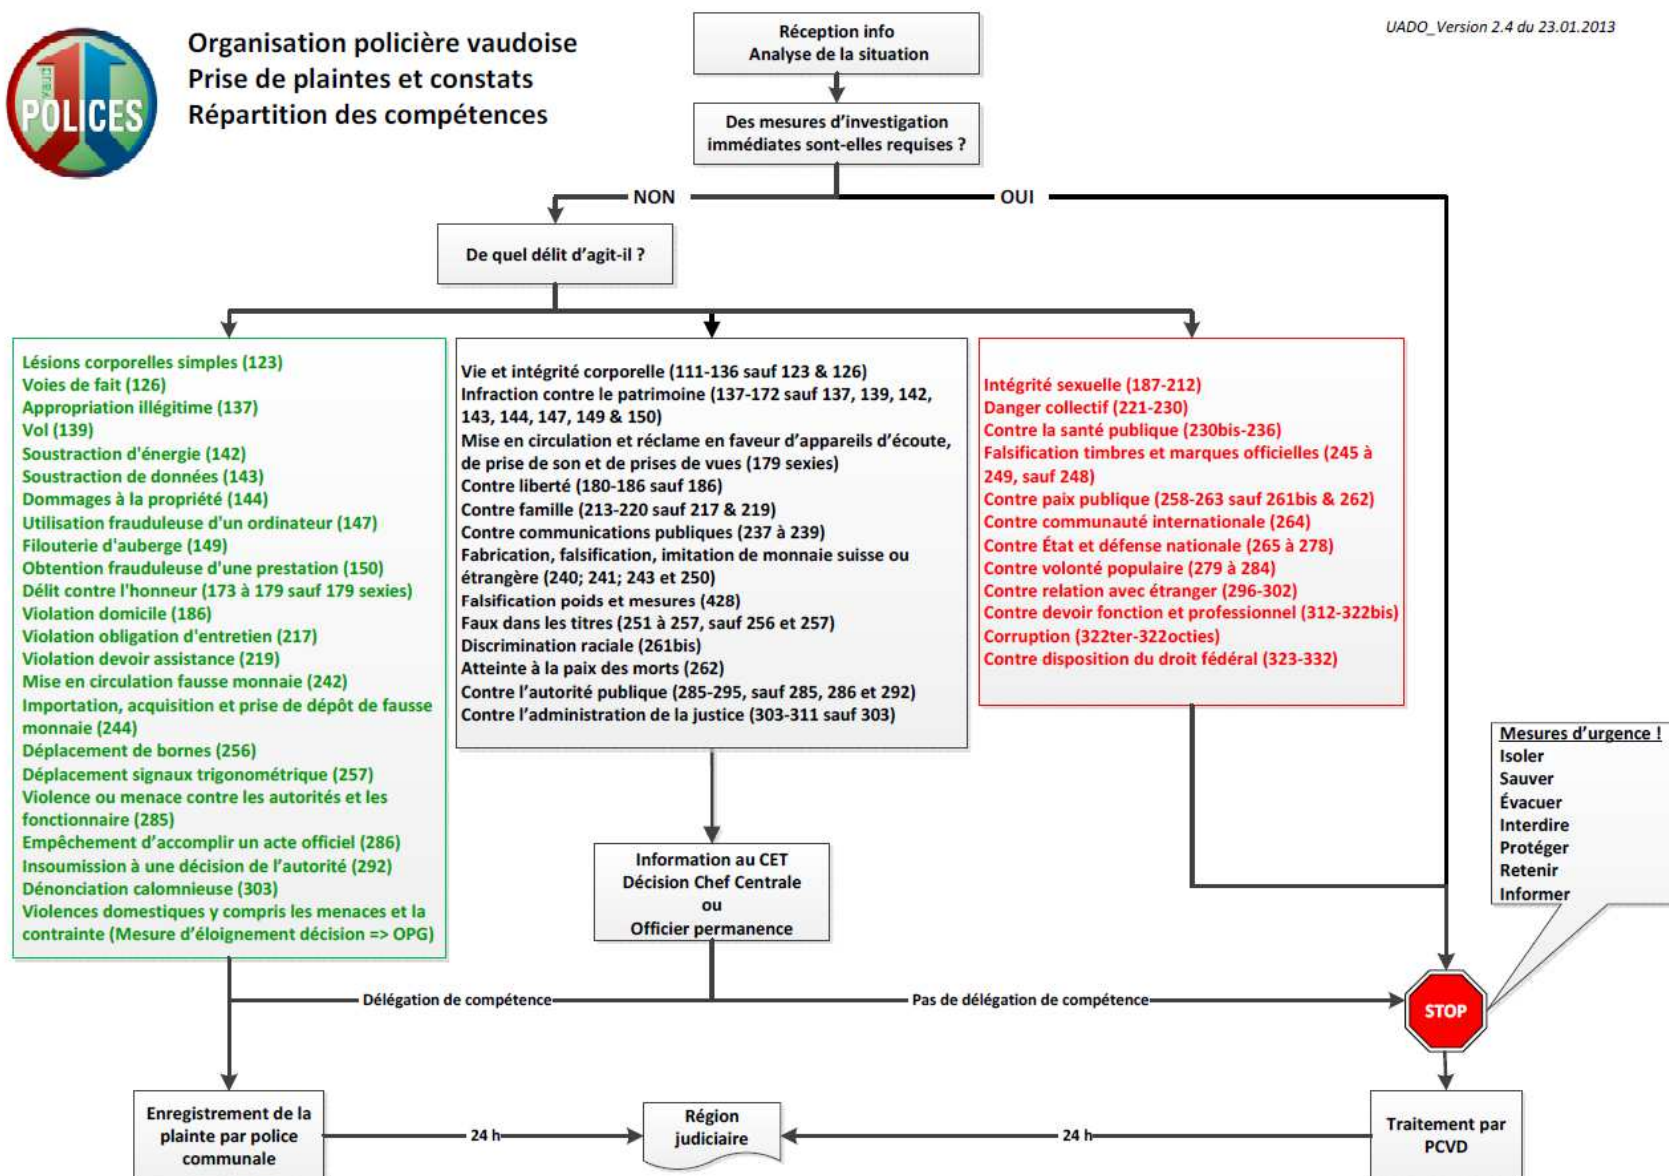 UADO_Version 2.4 du 23.01.2013
POLICES
Organisation policière vaudoise
Prise de plaintes et constats
Répartition des compétences
Réception info
Analyse de la situation
Des mesures d'investigation
immédiates sont-elles requises ?
NON
OUI
De quel délit d'agit-il ?
Lésions corporelles simples (123)
Voies de fait (126)
Appropriation illégitime (137)
Vol (139)
Soustraction d'énergie (142)
Soustraction de données (143)
Dommages à la propriété (144)
Utilisation frauduleuse d'un ordinateur (147)
Filouterie d'auberge (149)
Obtention frauduleuse d'une prestation (150)
Délit contre l'honneur (173 à 179 sauf 179 sexies)
Violation domicile (186)
Violation obligation d'entretien (217)
Violation devoir assistance (219)
Mise en circulation fausse monnaie (242)
Importation, acquisition et prise de dépôt de fausse
monnaie (244)
Déplacement de bornes (256)
Déplacement signaux trigonométrique (257)
Violence ou menace contre les autorités et les
fonctionnaire (285)
Empêchement d'accomplir un acte officiel (286)
Insoumission à une décision de l'autorité (292)
Dénonciation calomnieuse (303)
Violences domestiques y compris les menaces et la
contrainte (Mesure d'éloignement décision => OPG)
Vie et intégrité corporelle (111-136 sauf 123 & 126)
Infraction contre le patrimoine (137-172 sauf 137, 139, 142,
143, 144, 147, 149 & 150)
Mise en circulation et réclame en faveur d'appareils d'écoute,
de prise de son et de prises de vues (179 sexies)
Contre liberté (180-186 sauf 186)
Contre famille (213-220 sauf 217 & 219)
Contre communications publiques (237 à 239)
Fabrication, falsification, imitation de monnaie suisse ou
étrangère (240; 241; 243 et 250)
Falsification poids et mesures (428)
Faux dans les titres (251 à 257, sauf 256 et 257)
Discrimination raciale (261bis)
Atteinte à la paix des morts (262)
Contre l'autorité publique (285-295, sauf 285, 286 et 292)
Contre l'administration de la justice (303-311 sauf 303)
Intégrité sexuelle (187-212)
Danger collectif (221-230)
Contre la santé publique (230bis-236)
Falsification timbres et marques officielles (245 à
249, sauf 248)
Contre paix publique (258-263 sauf 261bis & 262)
Contre communauté internationale (264)
Contre État et défense nationale (265 à 278)
Contre volonté populaire (279 à 284)
Contre relation avec étranger (296-302)
Contre devoir fonction et professionnel (312-322bis)
Corruption (322ter-322octies)
Contre disposition du droit fédéral (323-332)
Mesures d'urgence !
Isoler
Sauver
Évacuer
Interdire
Protéger
Retenir
Informer
Information au CET
Décision Chef Centrale
ou
Officier permanence
Délégation de compétence
Pas de délégation de compétence
STOP
Enregistrement de la
plainte par police
communale
24 h
Région
judiciaire
24 h
Traitement par
PCVD